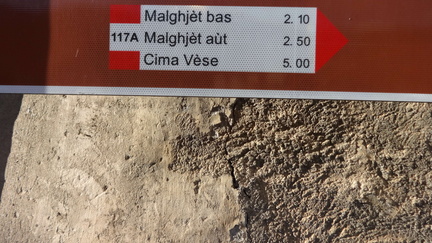 Malghjèt bas 2.10
117A Malghjèt aùt 2.50
Cima Vèse 5.00